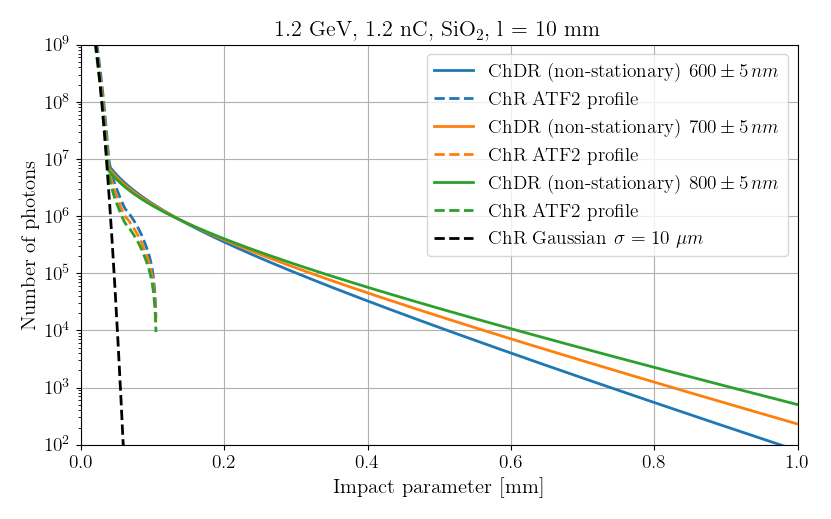 1.2 GeV, 1.2 nC, SiO₂, l = 10 mm
10⁹
10⁸
10⁷
10⁶
10⁵
10⁴
10³
10²
Number of photons
ChDR (non-stationary) 600 ± 5 nm
ChR ATF2 profile
ChDR (non-stationary) 700 ± 5 nm
ChR ATF2 profile
ChDR (non-stationary) 800 ± 5 nm
ChR ATF2 profile
ChR Gaussian σ = 10 μm
0.0 0.2 0.4 0.6 0.8 1.0
Impact parameter [mm]